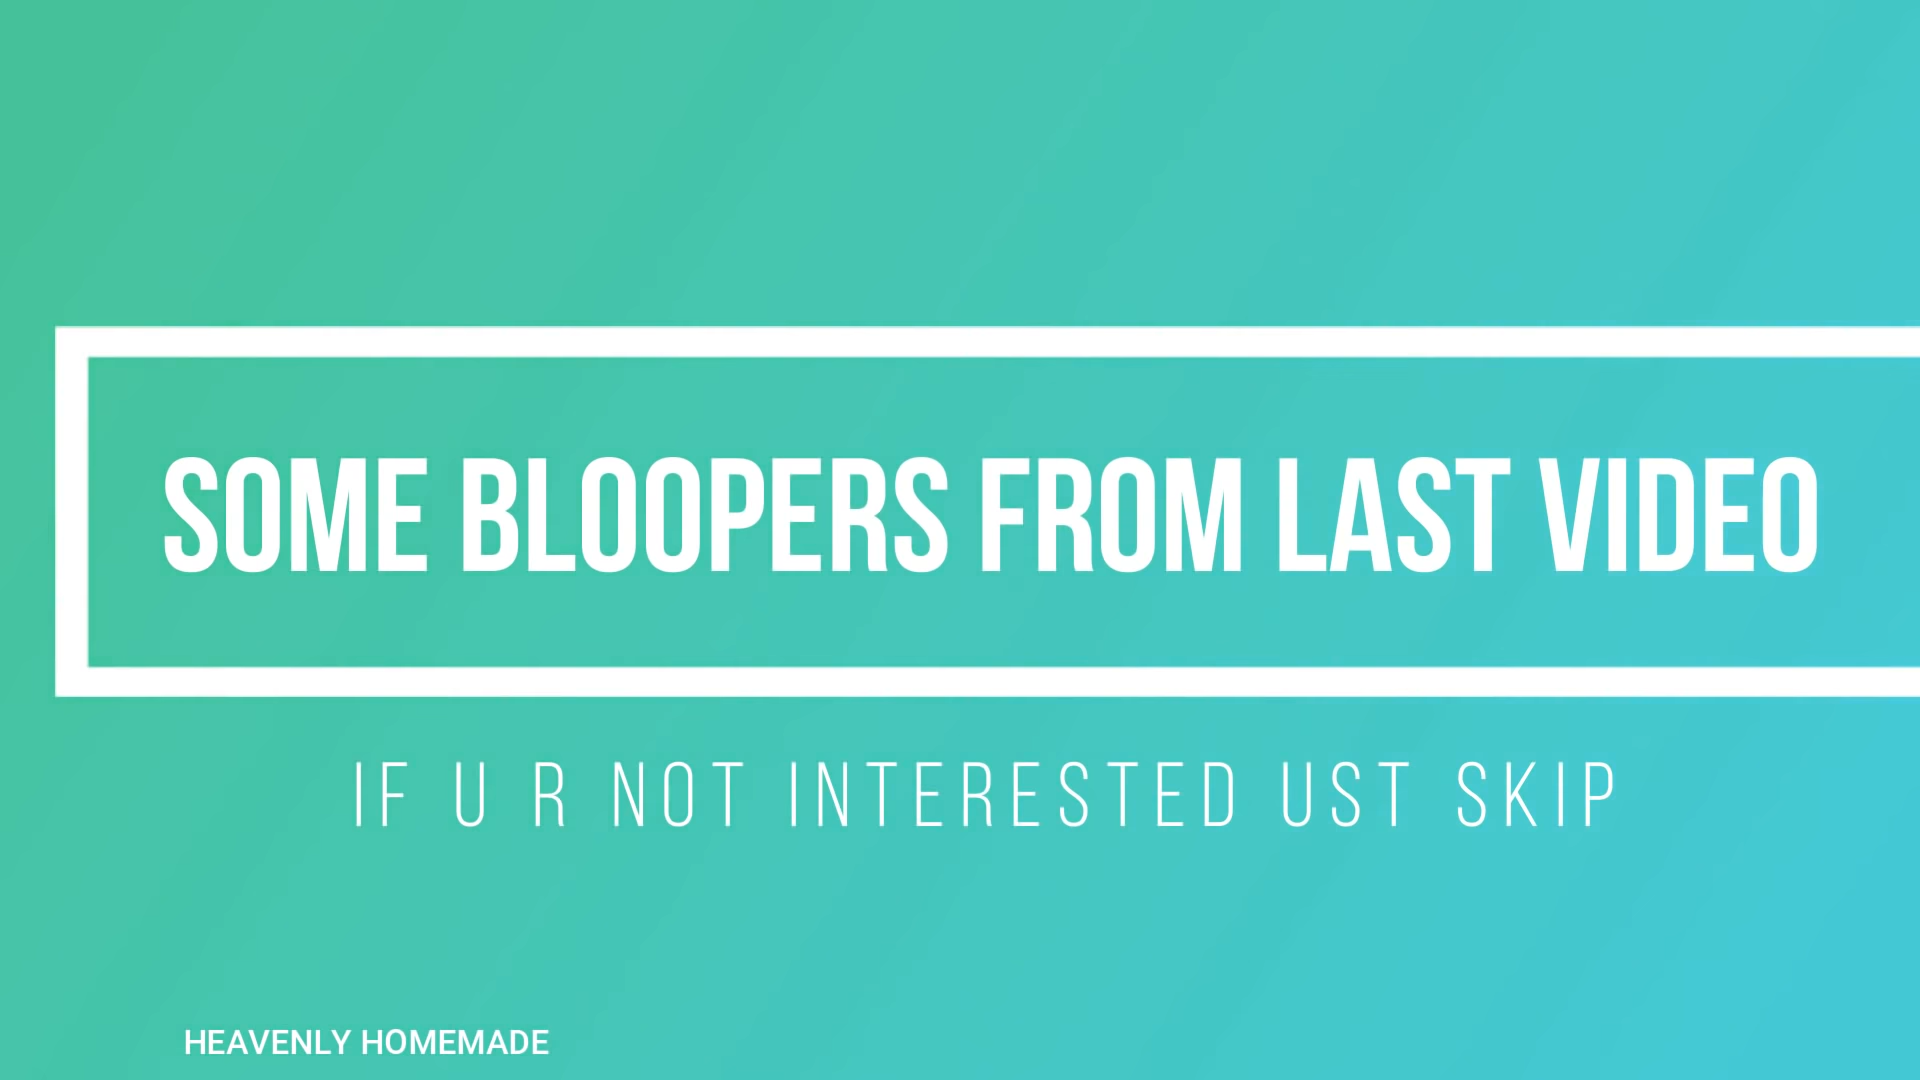 SOME BLOOPERS FROM LAST VIDEO
IF U R NOT INTERESTED UST SKIP
HEAVENLY HOMEMADE